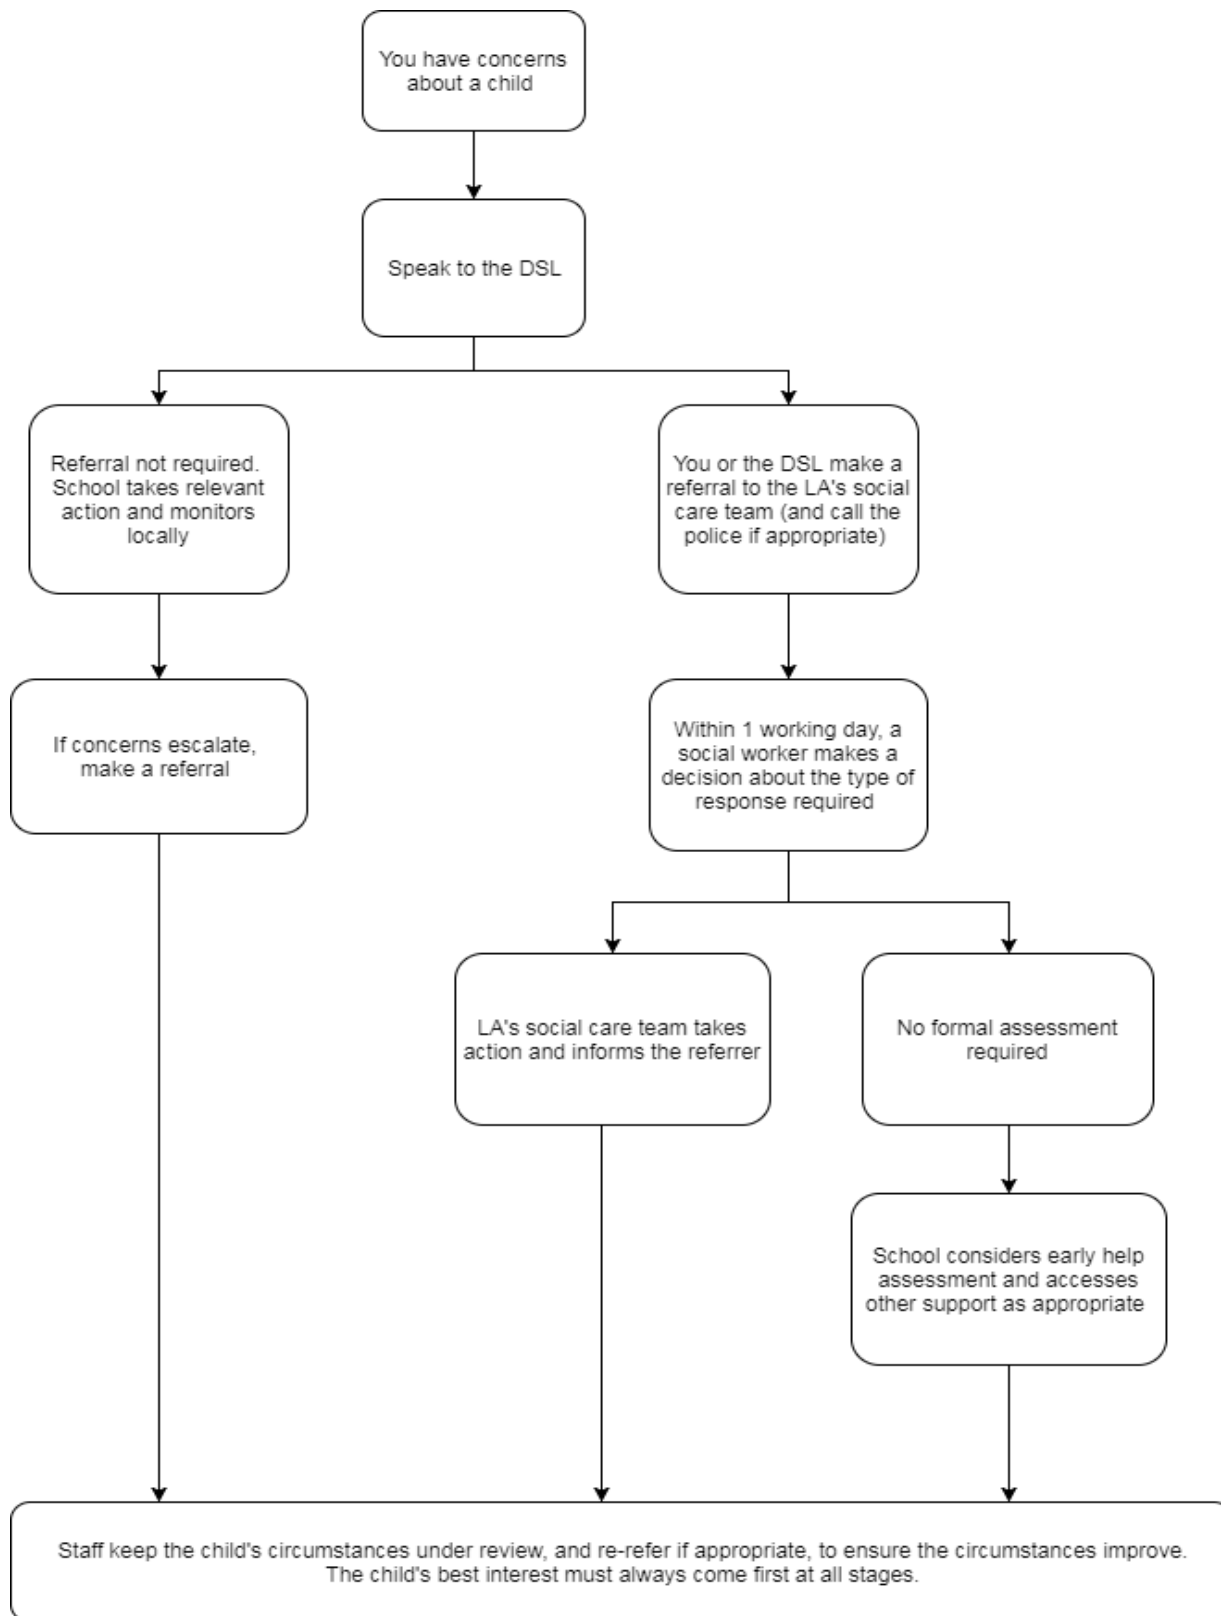 You have concerns
about a child
Speak to the DSL
Referral not required.
School takes relevant
action and monitors
locally
You or the DSL make a
referral to the LA's social
care team (and call the
police if appropriate)
If concerns escalate,
make a referral
Within 1 working day, a
social worker makes a
decision about the type of
response required
LA's social care team takes
action and informs the referrer
No formal assessment
required
School considers early help
assessment and accesses
other support as appropriate
Staff keep the child's circumstances under review, and re-refer if appropriate, to ensure the circumstances improve.
The child's best interest must always come first at all stages.